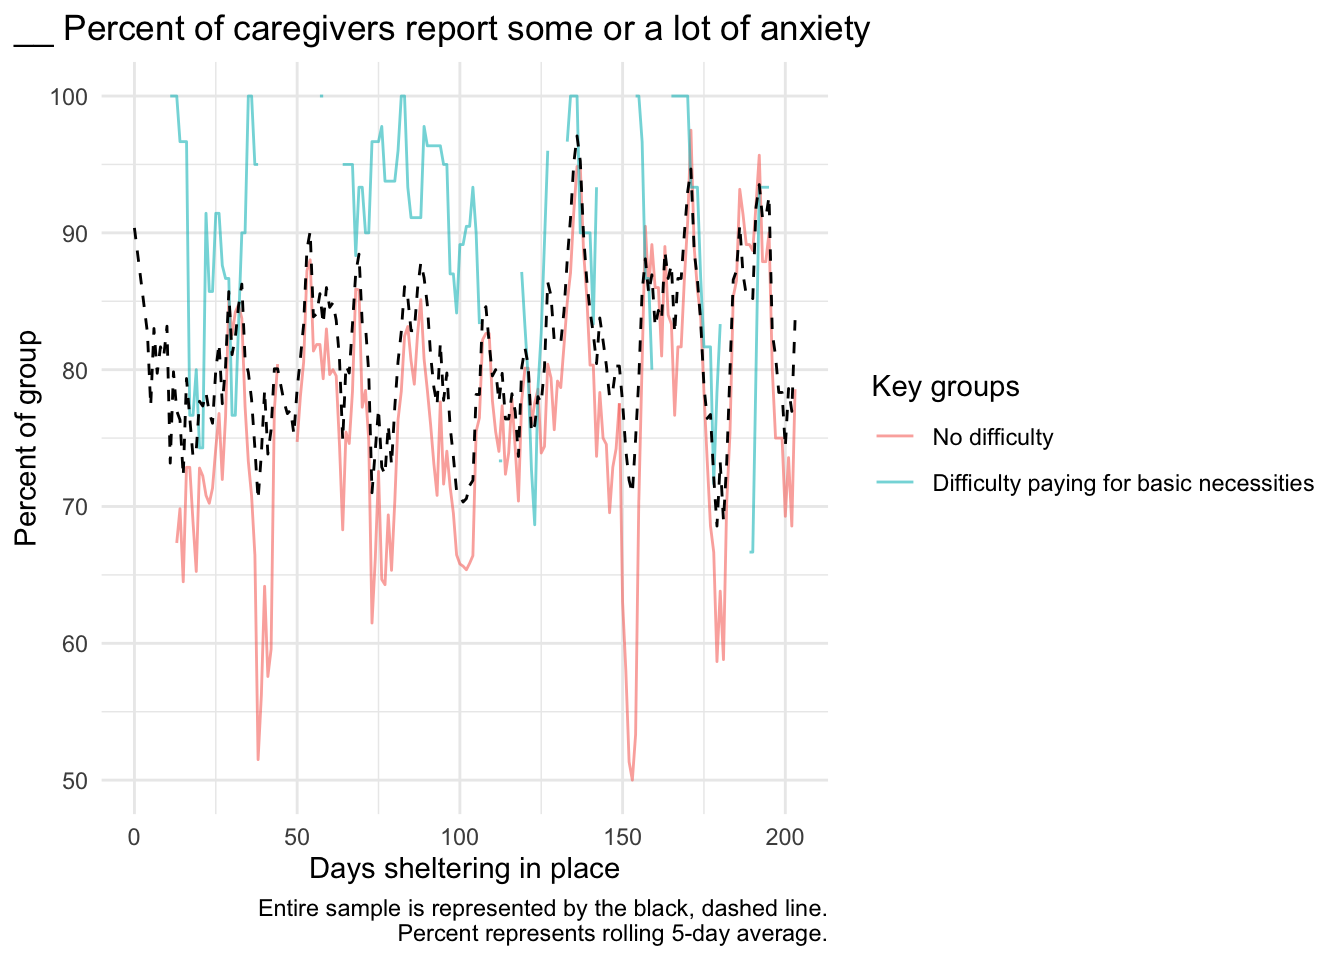 __ Percent of caregivers report some or a lot of anxiety
100
90
80
70
60
50
Percent of group
0 50 100 150 200
Days sheltering in place
Key groups
No difficulty
Difficulty paying for basic necessities
Entire sample is represented by the black, dashed line.
Percent represents rolling 5-day average.